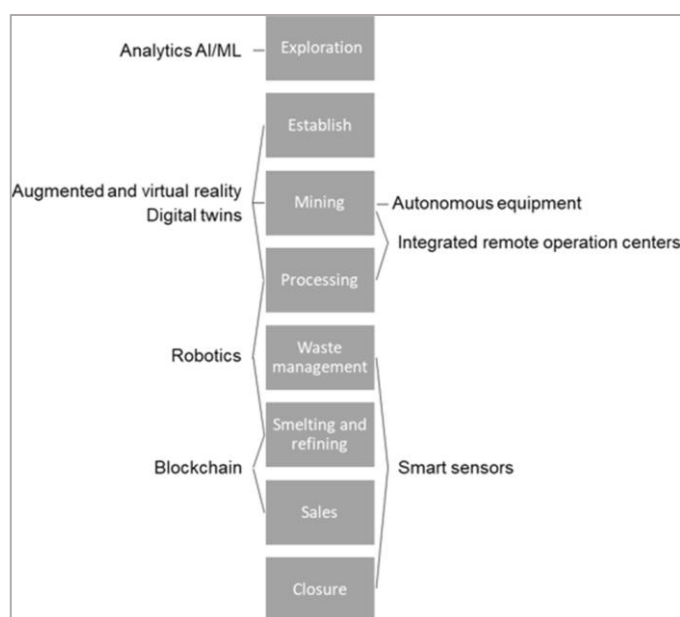 Analytics AI/ML
Exploration
Establish
Augmented and virtual reality
Digital twins
Mining
Autonomous equipment
Integrated remote operation centers
Processing
Robotics
Waste
management
Smelting and
refining
Blockchain
Smart sensors
Sales
Closure